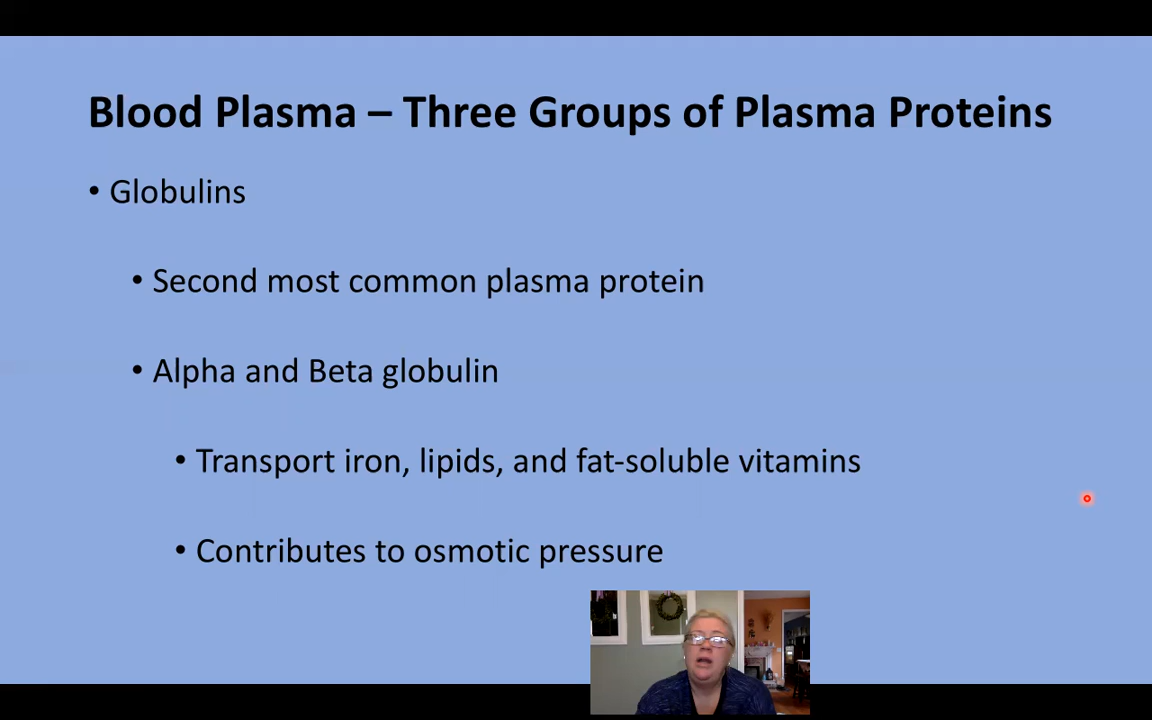 Blood Plasma – Three Groups of Plasma Proteins
• Globulins
• Second most common plasma protein
• Alpha and Beta globulin
• Transport iron, lipids, and fat-soluble vitamins
• Contributes to osmotic pressure